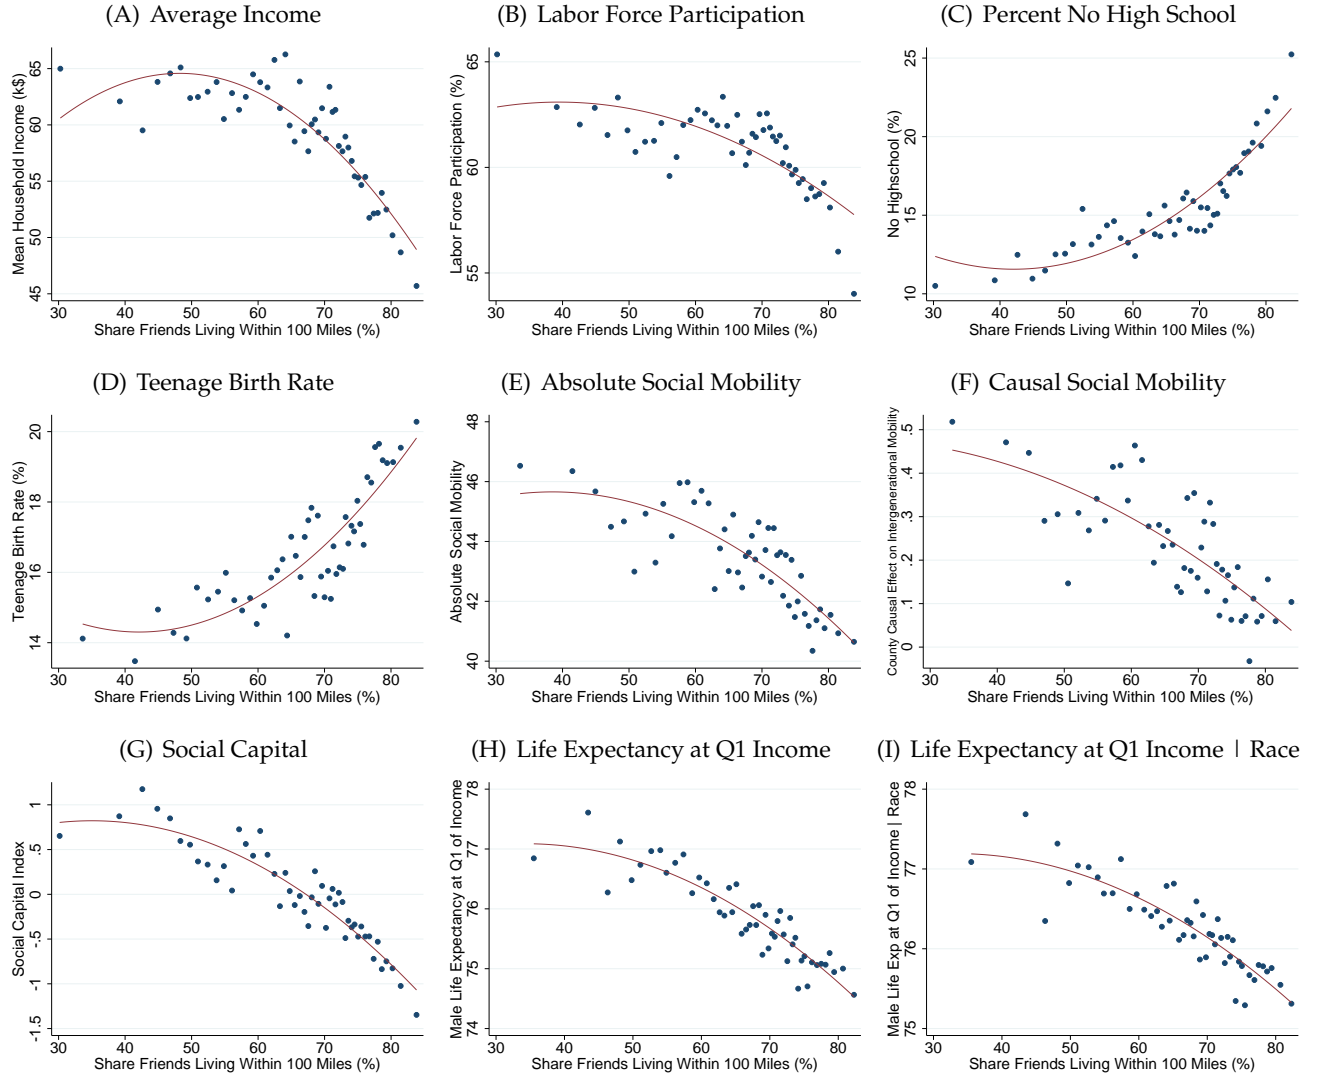 (A) Average Income
(B) Labor Force Participation
(C) Percent No High School
Mean Household Income (k$)
65
60
55
50
45
30 40 50 60 70 80
Share Friends Living Within 100 Miles (%)
Labor Force Participation (%)
65
60
55
30 40 50 60 70 80
Share Friends Living Within 100 Miles (%)
No Highschool (%)
25
20
15
10
30 40 50 60 70 80
Share Friends Living Within 100 Miles (%)
(D) Teenage Birth Rate
(E) Absolute Social Mobility
(F) Causal Social Mobility
Teenage Birth Rate (%)
20
18
16
14
30 40 50 60 70 80
Share Friends Living Within 100 Miles (%)
Absolute Social Mobility
48
46
44
42
40
30 40 50 60 70 80
Share Friends Living Within 100 Miles (%)
County Causal Effect on Intergenerational Mobility
.5
.4
.3
.2
.1
0
30 40 50 60 70 80
Share Friends Living Within 100 Miles (%)
(G) Social Capital
(H) Life Expectancy at Q1 Income
(I) Life Expectancy at Q1 Income | Race
Social Capital Index
1
.5
0
-.5
-1
-1.5
30 40 50 60 70 80
Share Friends Living Within 100 Miles (%)
Male Life Expectancy at Q1 of Income
78
77
76
75
74
30 40 50 60 70 80
Share Friends Living Within 100 Miles (%)
Male Life Exp at Q1 of Income | Race
78
77
76
75
30 40 50 60 70 80
Share Friends Living Within 100 Miles (%)